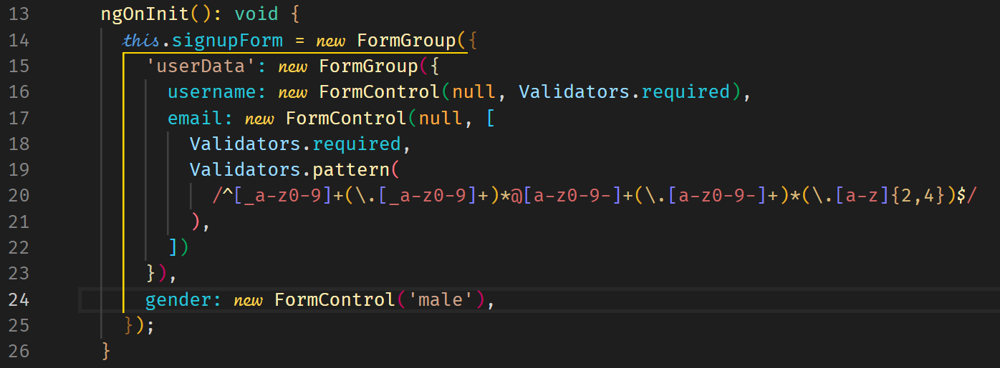 13 ngOnInit(): void {
14 this.signupForm = new FormGroup({
15 'userData': new FormGroup({
16 username: new FormControl(null, Validators.required),
17 email: new FormControl(null, [
18 Validators.required,
19 Validators.pattern(
20 /^[_a-z0-9]+(\.[_a-z0-9]+)*@[a-z0-9-]+(\.[a-z0-9-]+)*(\.[a-z]{2,4})$/
21 ),
22 ])
23 }),
24 gender: new FormControl('male'),
25 });
26 }